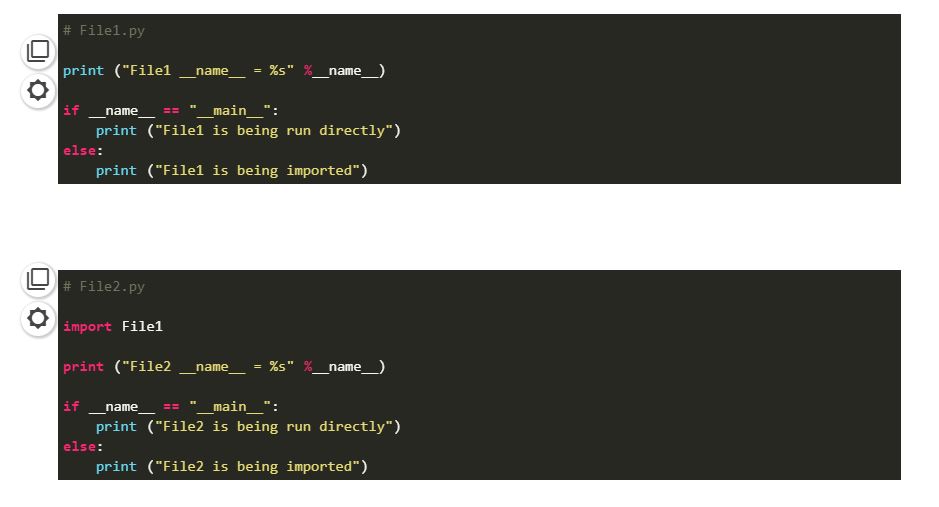 # File1.py
print ("File1 __name__ = %s" %__name__)
if __name__ == "__main__":
print ("File1 is being run directly")
else:
print ("File1 is being imported")
# File2.py
import File1
print ("File2 __name__ = %s" %__name__)
if __name__ == "__main__":
print ("File2 is being run directly")
else:
print ("File2 is being imported")